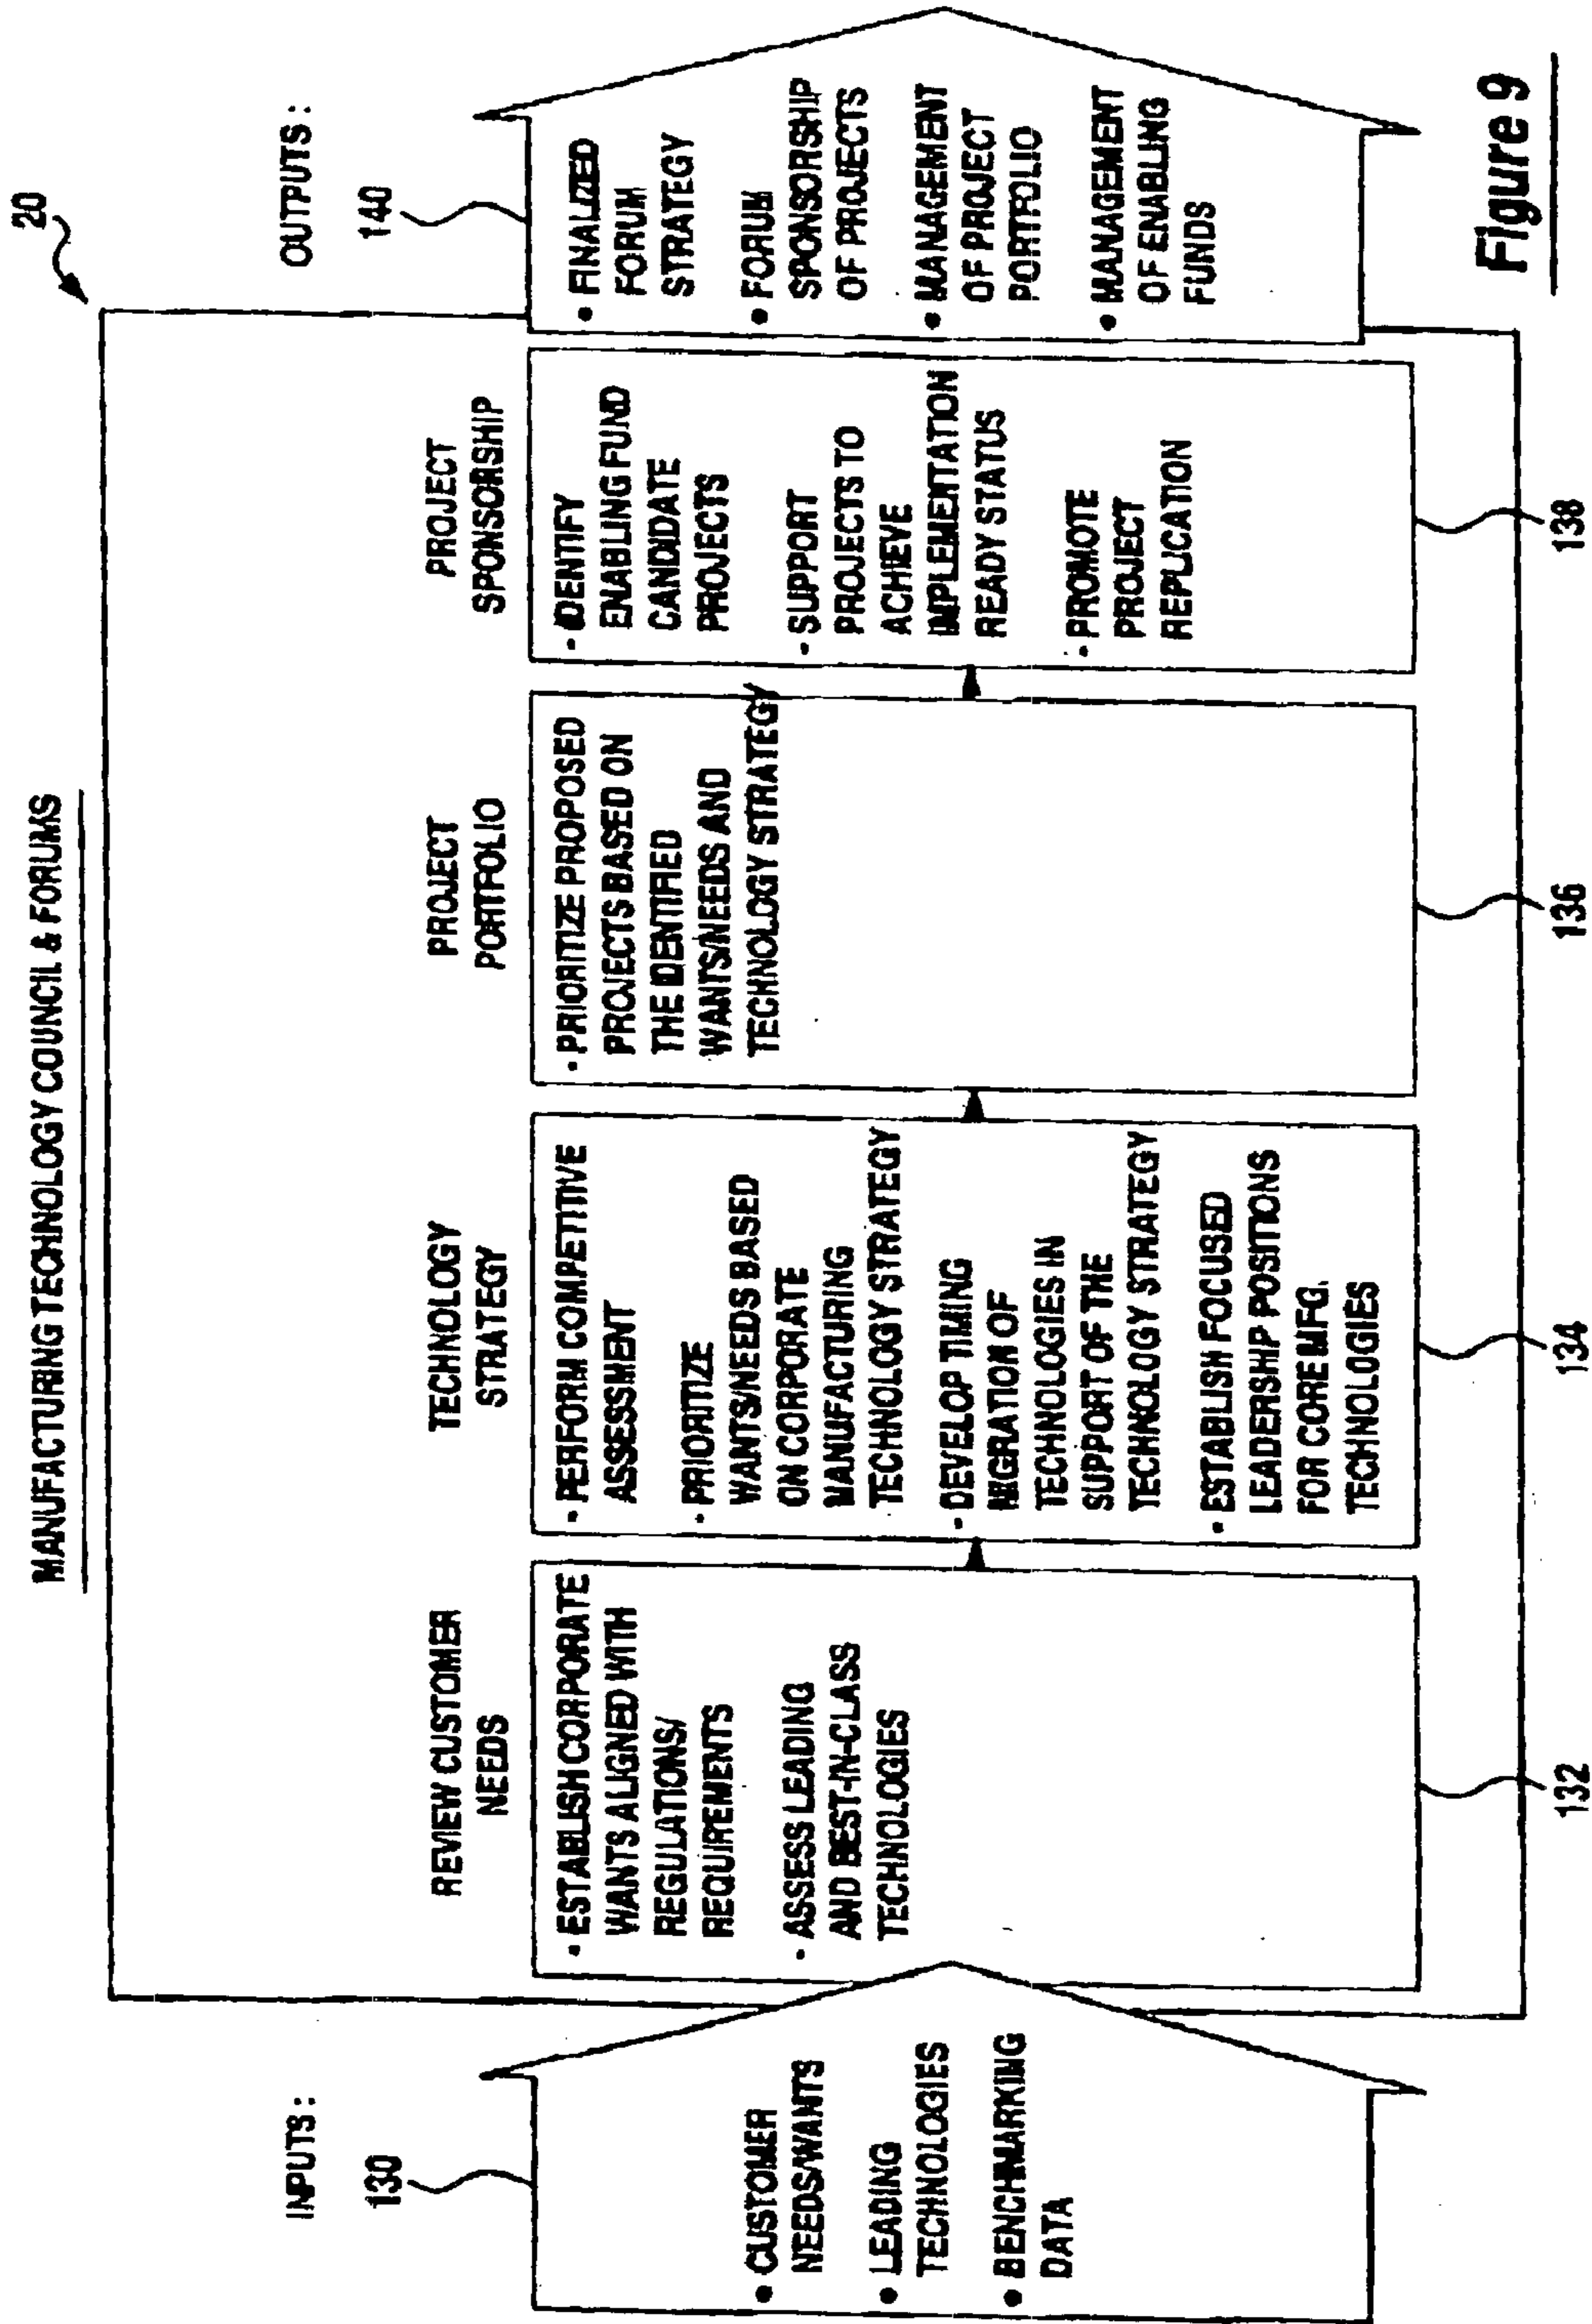 MANUFACTURING TECHNOLOGY COUNCIL & FORUMS
20
INPUTS:
130
• CUSTOMER
NEEDS/WANTS
• LEADING
TECHNOLOGIES
• BENCHMARKING
DATA
REVIEW CUSTOMER
NEEDS
• ESTABLISH CORPORATE
WANTS ALIGNED WITH
REGULATIONS/
REQUIREMENTS
• ASSESS LEADING
AND BEST-IN-CLASS
TECHNOLOGIES
132
TECHNOLOGY
STRATEGY
• PERFORM COMPETITIVE
ASSESSMENT
• PRIORITIZE
WANTS/NEEDS BASED
ON CORPORATE
MANUFACTURING
TECHNOLOGY STRATEGY
• DEVELOP TIMING
MIGRATION OF
TECHNOLOGIES IN
SUPPORT OF THE
TECHNOLOGY STRATEGY
• ESTABLISH FOCUSED
LEADERSHIP POSITIONS
FOR CORE MFG.
TECHNOLOGIES
134
PROJECT
PORTFOLIO
• PRIORITIZE PROPOSED
PROJECTS BASED ON
THE IDENTIFIED
WANTS/NEEDS AND
TECHNOLOGY STRATEGY
136
PROJECT
SPONSORSHIP
• IDENTIFY
ENABLING FUND
CANDIDATE
PROJECTS
• SUPPORT
PROJECTS TO
ACHIEVE
IMPLEMENTATION
READY STATUS
• PROMOTE
PROJECT
REPLICATION
138
OUTPUTS:
140
• FINALIZED
FORUM
STRATEGY
• FORUM
SPONSORSHIP
OF PROJECTS
• MANAGEMENT
OF PROJECT
PORTFOLIO
• MANAGEMENT
OF ENABLING
FUNDS
Figure 9